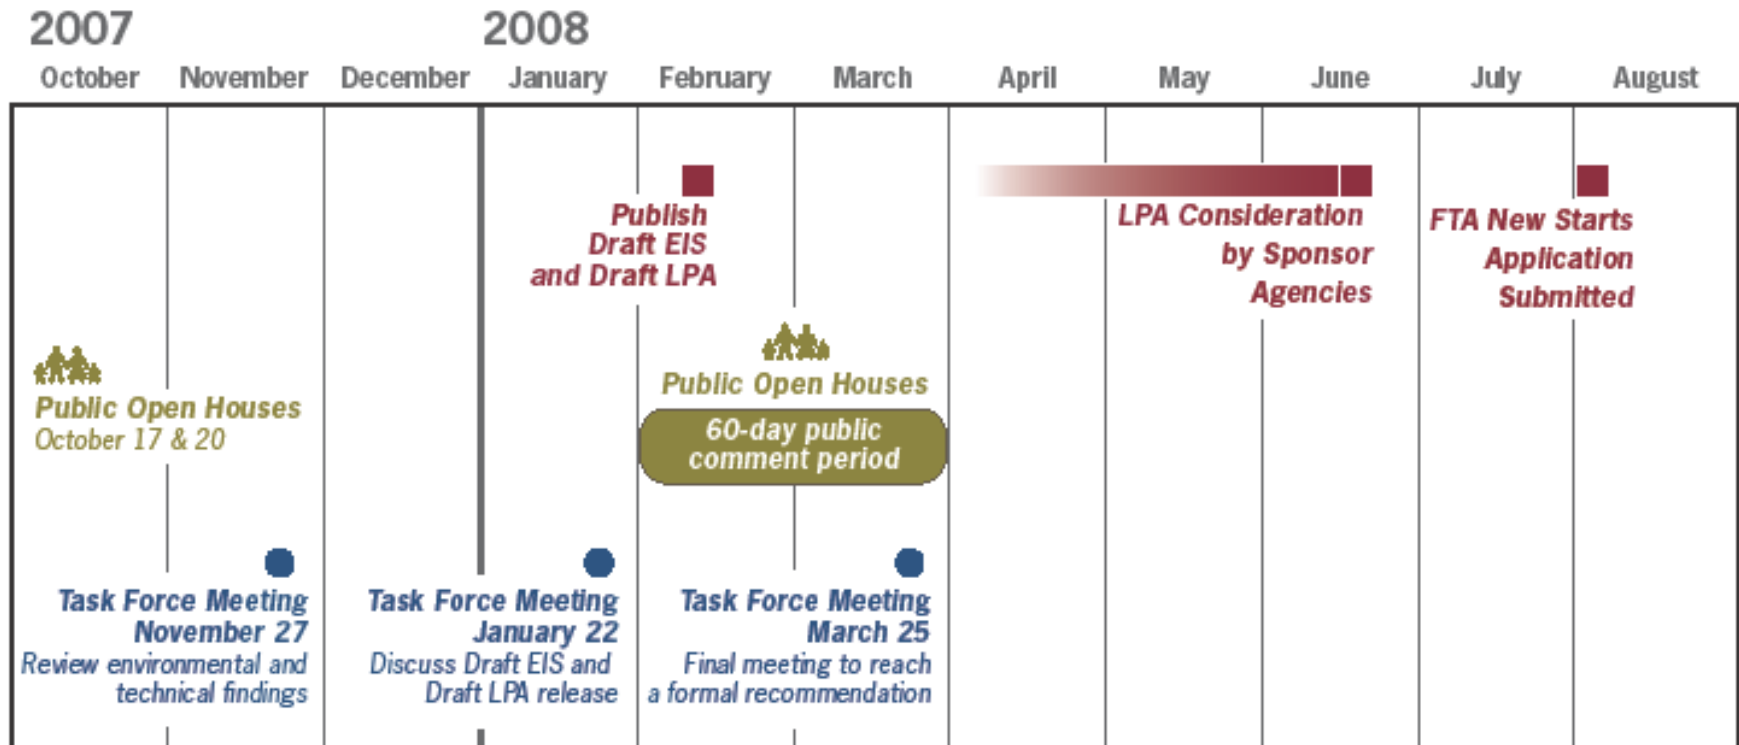 2007
2008
October
November
December
January
February
March
April
May
June
July
August
Publish
Draft EIS
and Draft LPA
LPA Consideration
by Sponsor
Agencies
FTA New Starts
Application
Submitted
Public Open Houses
October 17 & 20
Public Open Houses
60-day public
comment period
Task Force Meeting
November 27
Review environmental and
technical findings
Task Force Meeting
January 22
Discuss Draft EIS and
Draft LPA release
Task Force Meeting
March 25
Final meeting to reach
a formal recommendation